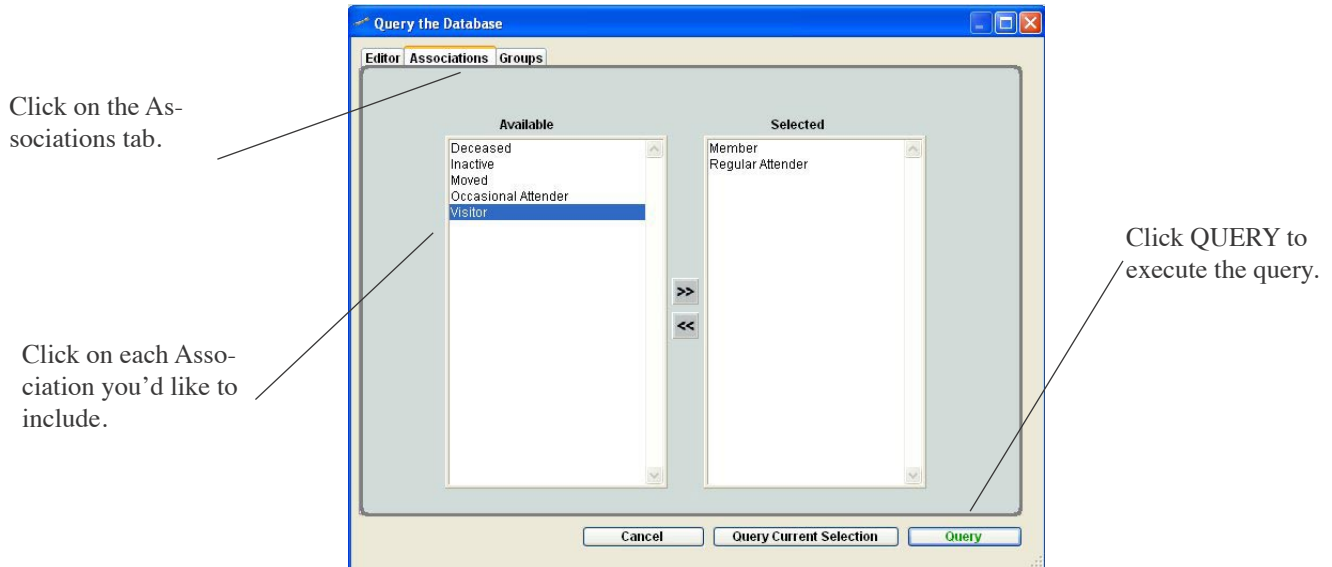 Query the Database
Editor Associations Groups
Click on the As-
sociations tab.
Available
Selected
Deceased
Inactive
Moved
Occasional Attender
Visitor
Member
Regular Attender
>>
<<
Click on each Asso-
ciation you’d like to
include.
Click QUERY to
execute the query.
Cancel
Query Current Selection
Query